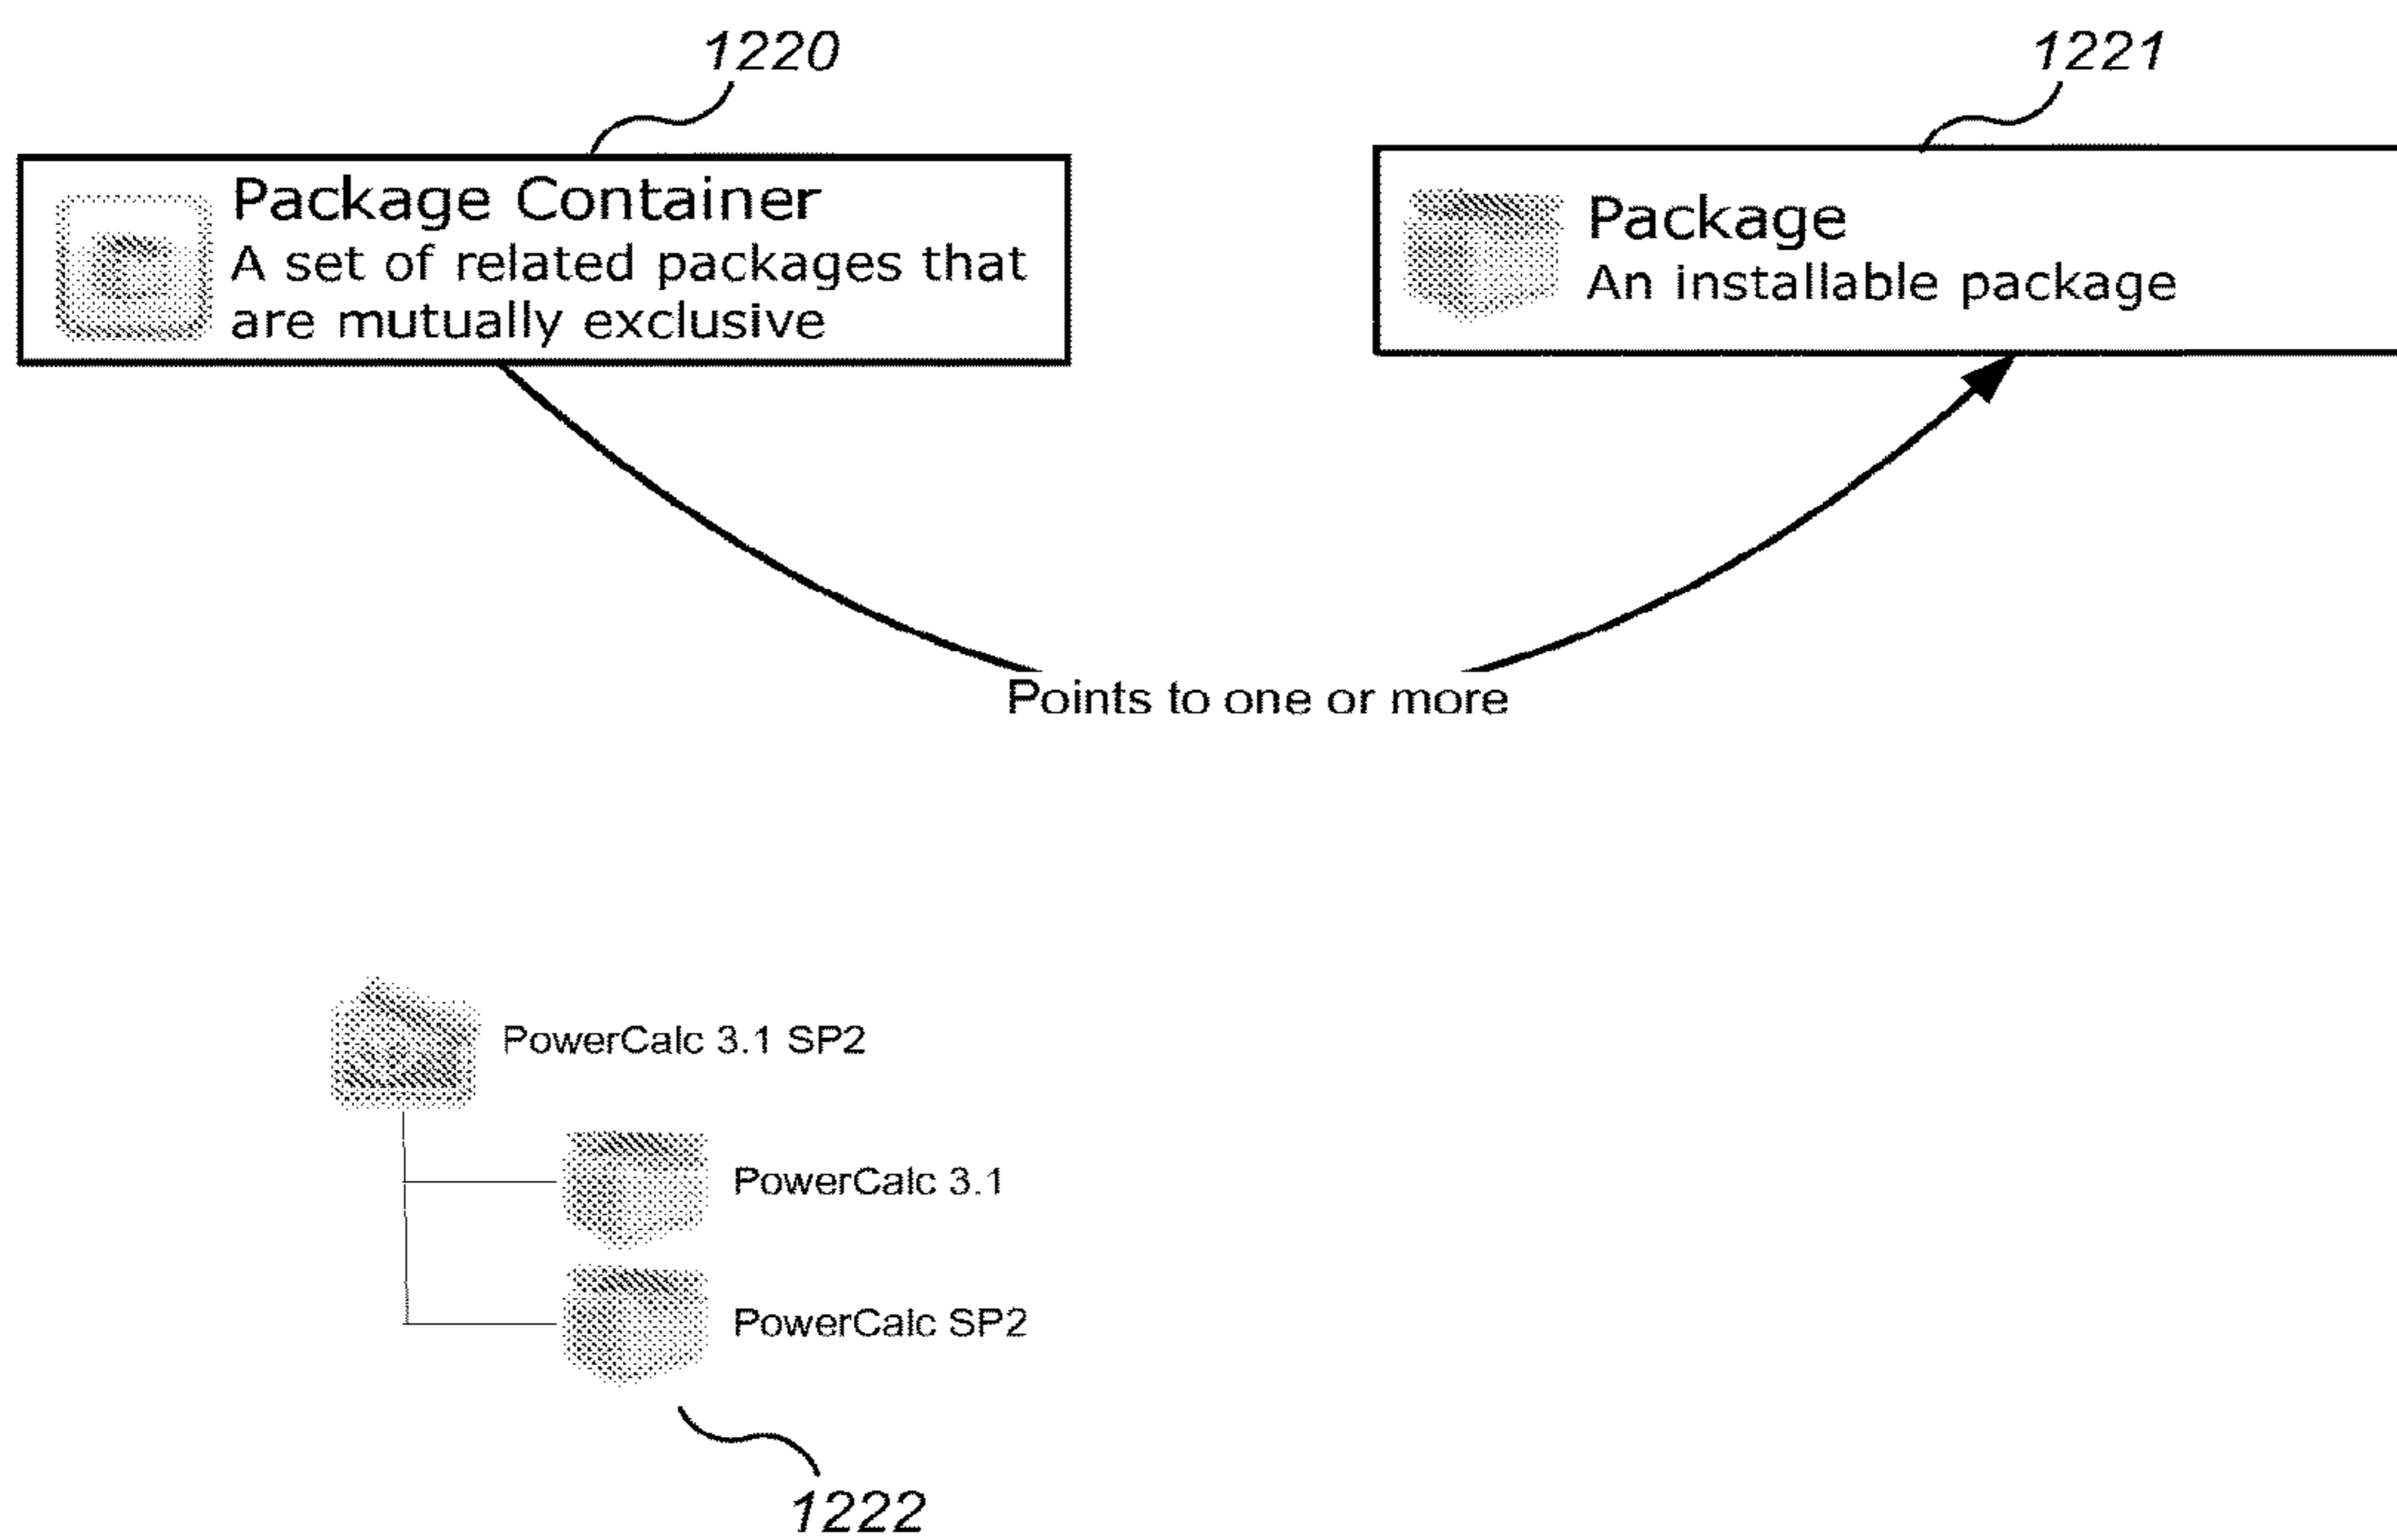 1220
1221
Package Container
A set of related packages that
are mutually exclusive
Package
An installable package
Points to one or more
PowerCalc 3.1 SP2
PowerCalc 3.1
PowerCalc SP2
1222